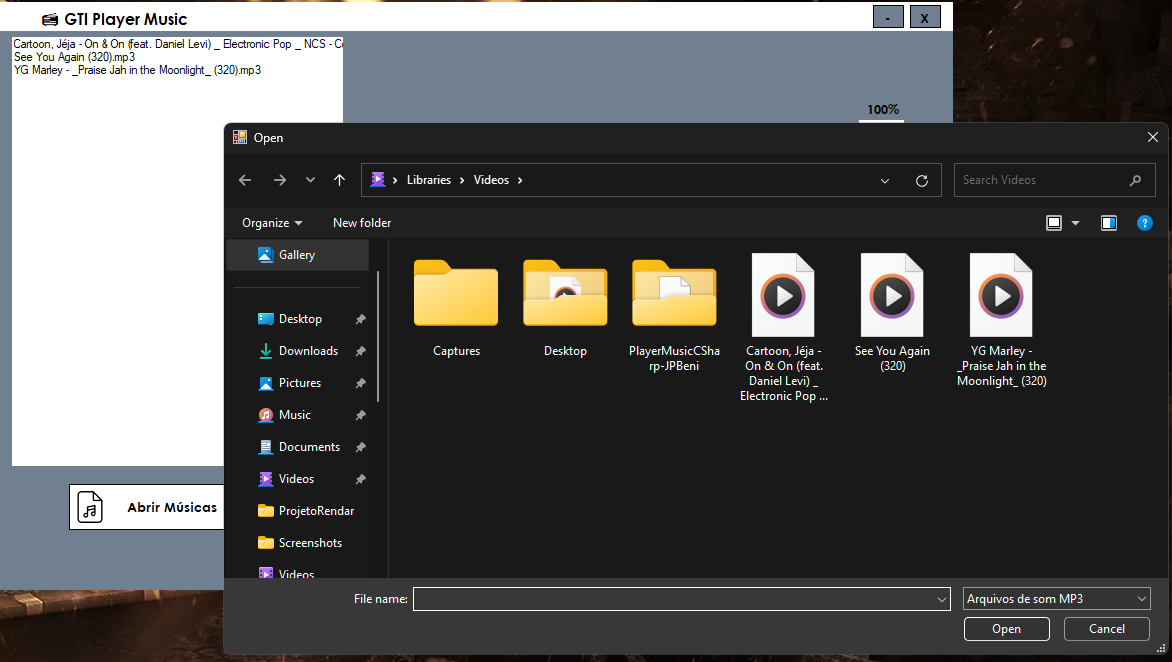 GTI Player Music
- X
Cartoon, Jéja - On & On (feat. Daniel Levi) _ Electronic Pop _ NCS - Co
See You Again (320).mp3
YG Marley - _Praise Jah in the Moonlight_ (320).mp3
100%
Abrir Músicas
Open
Libraries > Videos >
Search Videos
Organize
New folder
?
Gallery
Desktop
Downloads
Pictures
Music
Documents
Videos
ProjetoRendar
Screenshots
Videos
Captures
Desktop
PlayerMusicCSha
rp-JPBeni
Cartoon, Jéja -
On & On (feat.
Daniel Levi) _
Electronic Pop ...
See You Again
(320)
YG Marley -
_Praise Jah in the
Moonlight_ (320)
File name:
Arquivos de som MP3
Open
Cancel